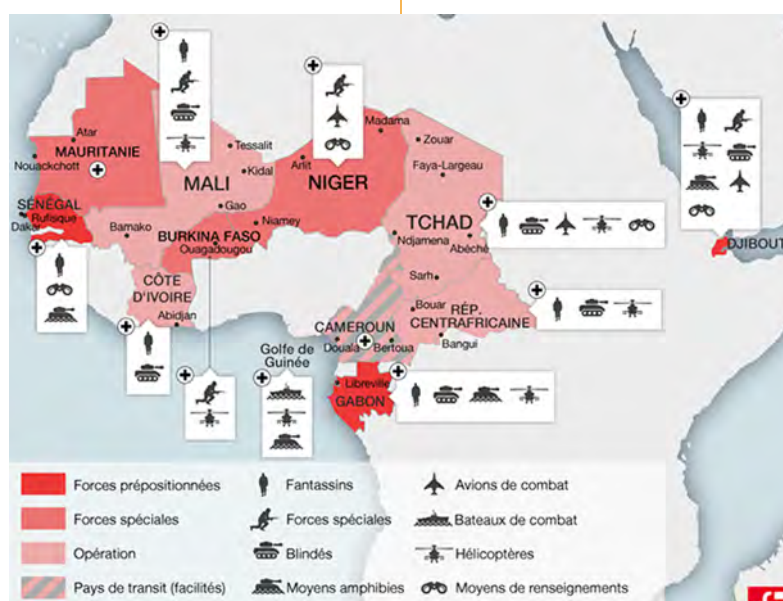 Atar
Nouackchott
MAURITANIE
SÉNÉGAL
Rufisque
Dakar
Tessalit
Kidal
MALI
Gao
Bamako
BURKINA FASO
Ouagadougou
CÔTE
D'IVOIRE
Abidjan
Arlit
Madama
NIGER
Niamey
Zouar
Faya-Largeau
TCHAD
Ndjamena
Abéché
Sarh
Bouar
RÉP.
CENTRAFRICAINE
Bangui
CAMEROUN
Douala
Bertoua
Golfe de
Guinée
Libreville
GABON
DJIBOUT
Forces prépositionnées
Forces spéciales
Opération
Pays de transit (facilités)
Fantassins
Forces spéciales
Blindés
Moyens amphibies
Avions de combat
Bateaux de combat
Hélicoptères
Moyens de renseignements